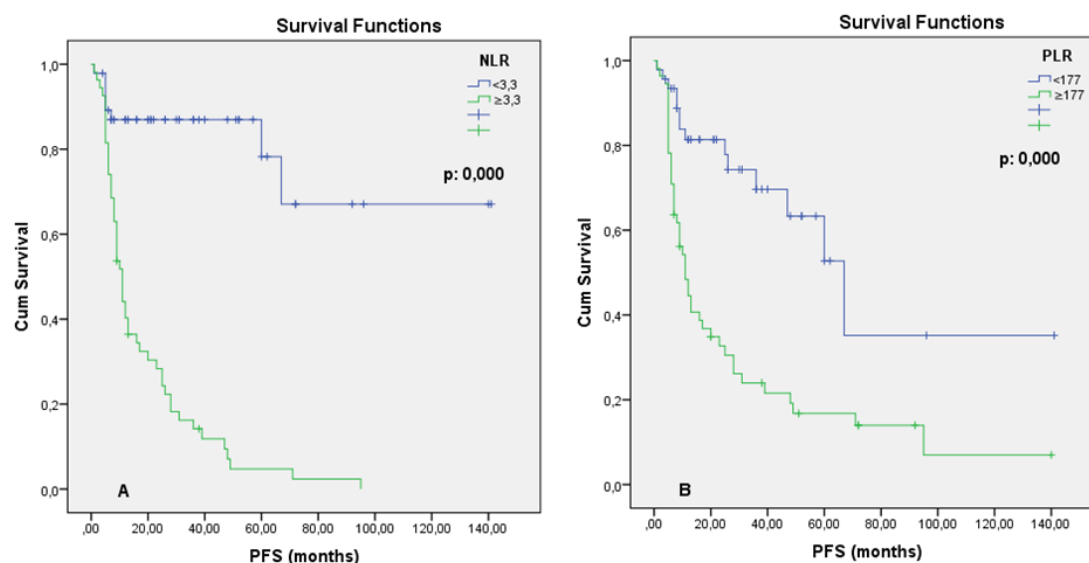 Survival Functions
NLR
<3,3
≥3,3
p: 0,000
1,0
0,8
0,6
0,4
0,2
0,0
Cum Survival
A
,00 20,00 40,00 60,00 80,00 100,00 120,00 140,00
PFS (months)
Survival Functions
PLR
<177
≥177
p: 0,000
1,0
0,8
0,6
0,4
0,2
0,0
Cum Survival
B
,00 20,00 40,00 60,00 80,00 100,00 120,00 140,00
PFS (months)